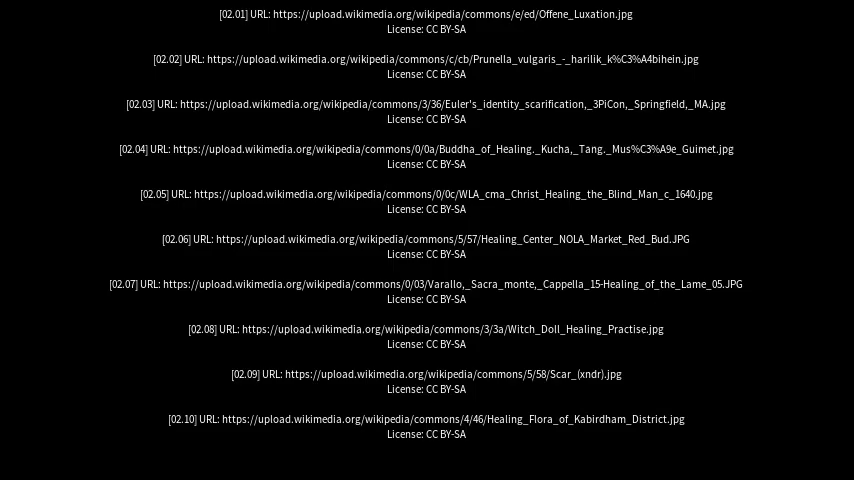 [02.01] URL: https://upload.wikimedia.org/wikipedia/commons/e/ed/Offene_Luxation.jpg
License: CC BY-SA
[02.02] URL: https://upload.wikimedia.org/wikipedia/commons/c/cb/Prunella_vulgaris_-_harilik_k%C3%A4bihein.jpg
License: CC BY-SA
[02.03] URL: https://upload.wikimedia.org/wikipedia/commons/3/36/Euler's_identity_scarification,_3PiCon,_Springfield,_MA.jpg
License: CC BY-SA
[02.04] URL: https://upload.wikimedia.org/wikipedia/commons/0/0a/Buddha_of_Healing._Kucha,_Tang._Mus%C3%A9e_Guimet.jpg
License: CC BY-SA
[02.05] URL: https://upload.wikimedia.org/wikipedia/commons/0/0c/WLA_cma_Christ_Healing_the_Blind_Man_c_1640.jpg
License: CC BY-SA
[02.06] URL: https://upload.wikimedia.org/wikipedia/commons/5/57/Healing_Center_NOLA_Market_Red_Bud.JPG
License: CC BY-SA
[02.07] URL: https://upload.wikimedia.org/wikipedia/commons/0/03/Varallo,_Sacra_monte,_Cappella_15-Healing_of_the_Lame_05.JPG
License: CC BY-SA
[02.08] URL: https://upload.wikimedia.org/wikipedia/commons/3/3a/Witch_Doll_Healing_Practise.jpg
License: CC BY-SA
[02.09] URL: https://upload.wikimedia.org/wikipedia/commons/5/58/Scar_(xndr).jpg
License: CC BY-SA
[02.10] URL: https://upload.wikimedia.org/wikipedia/commons/4/46/Healing_Flora_of_Kabirdham_District.jpg
License: CC BY-SA